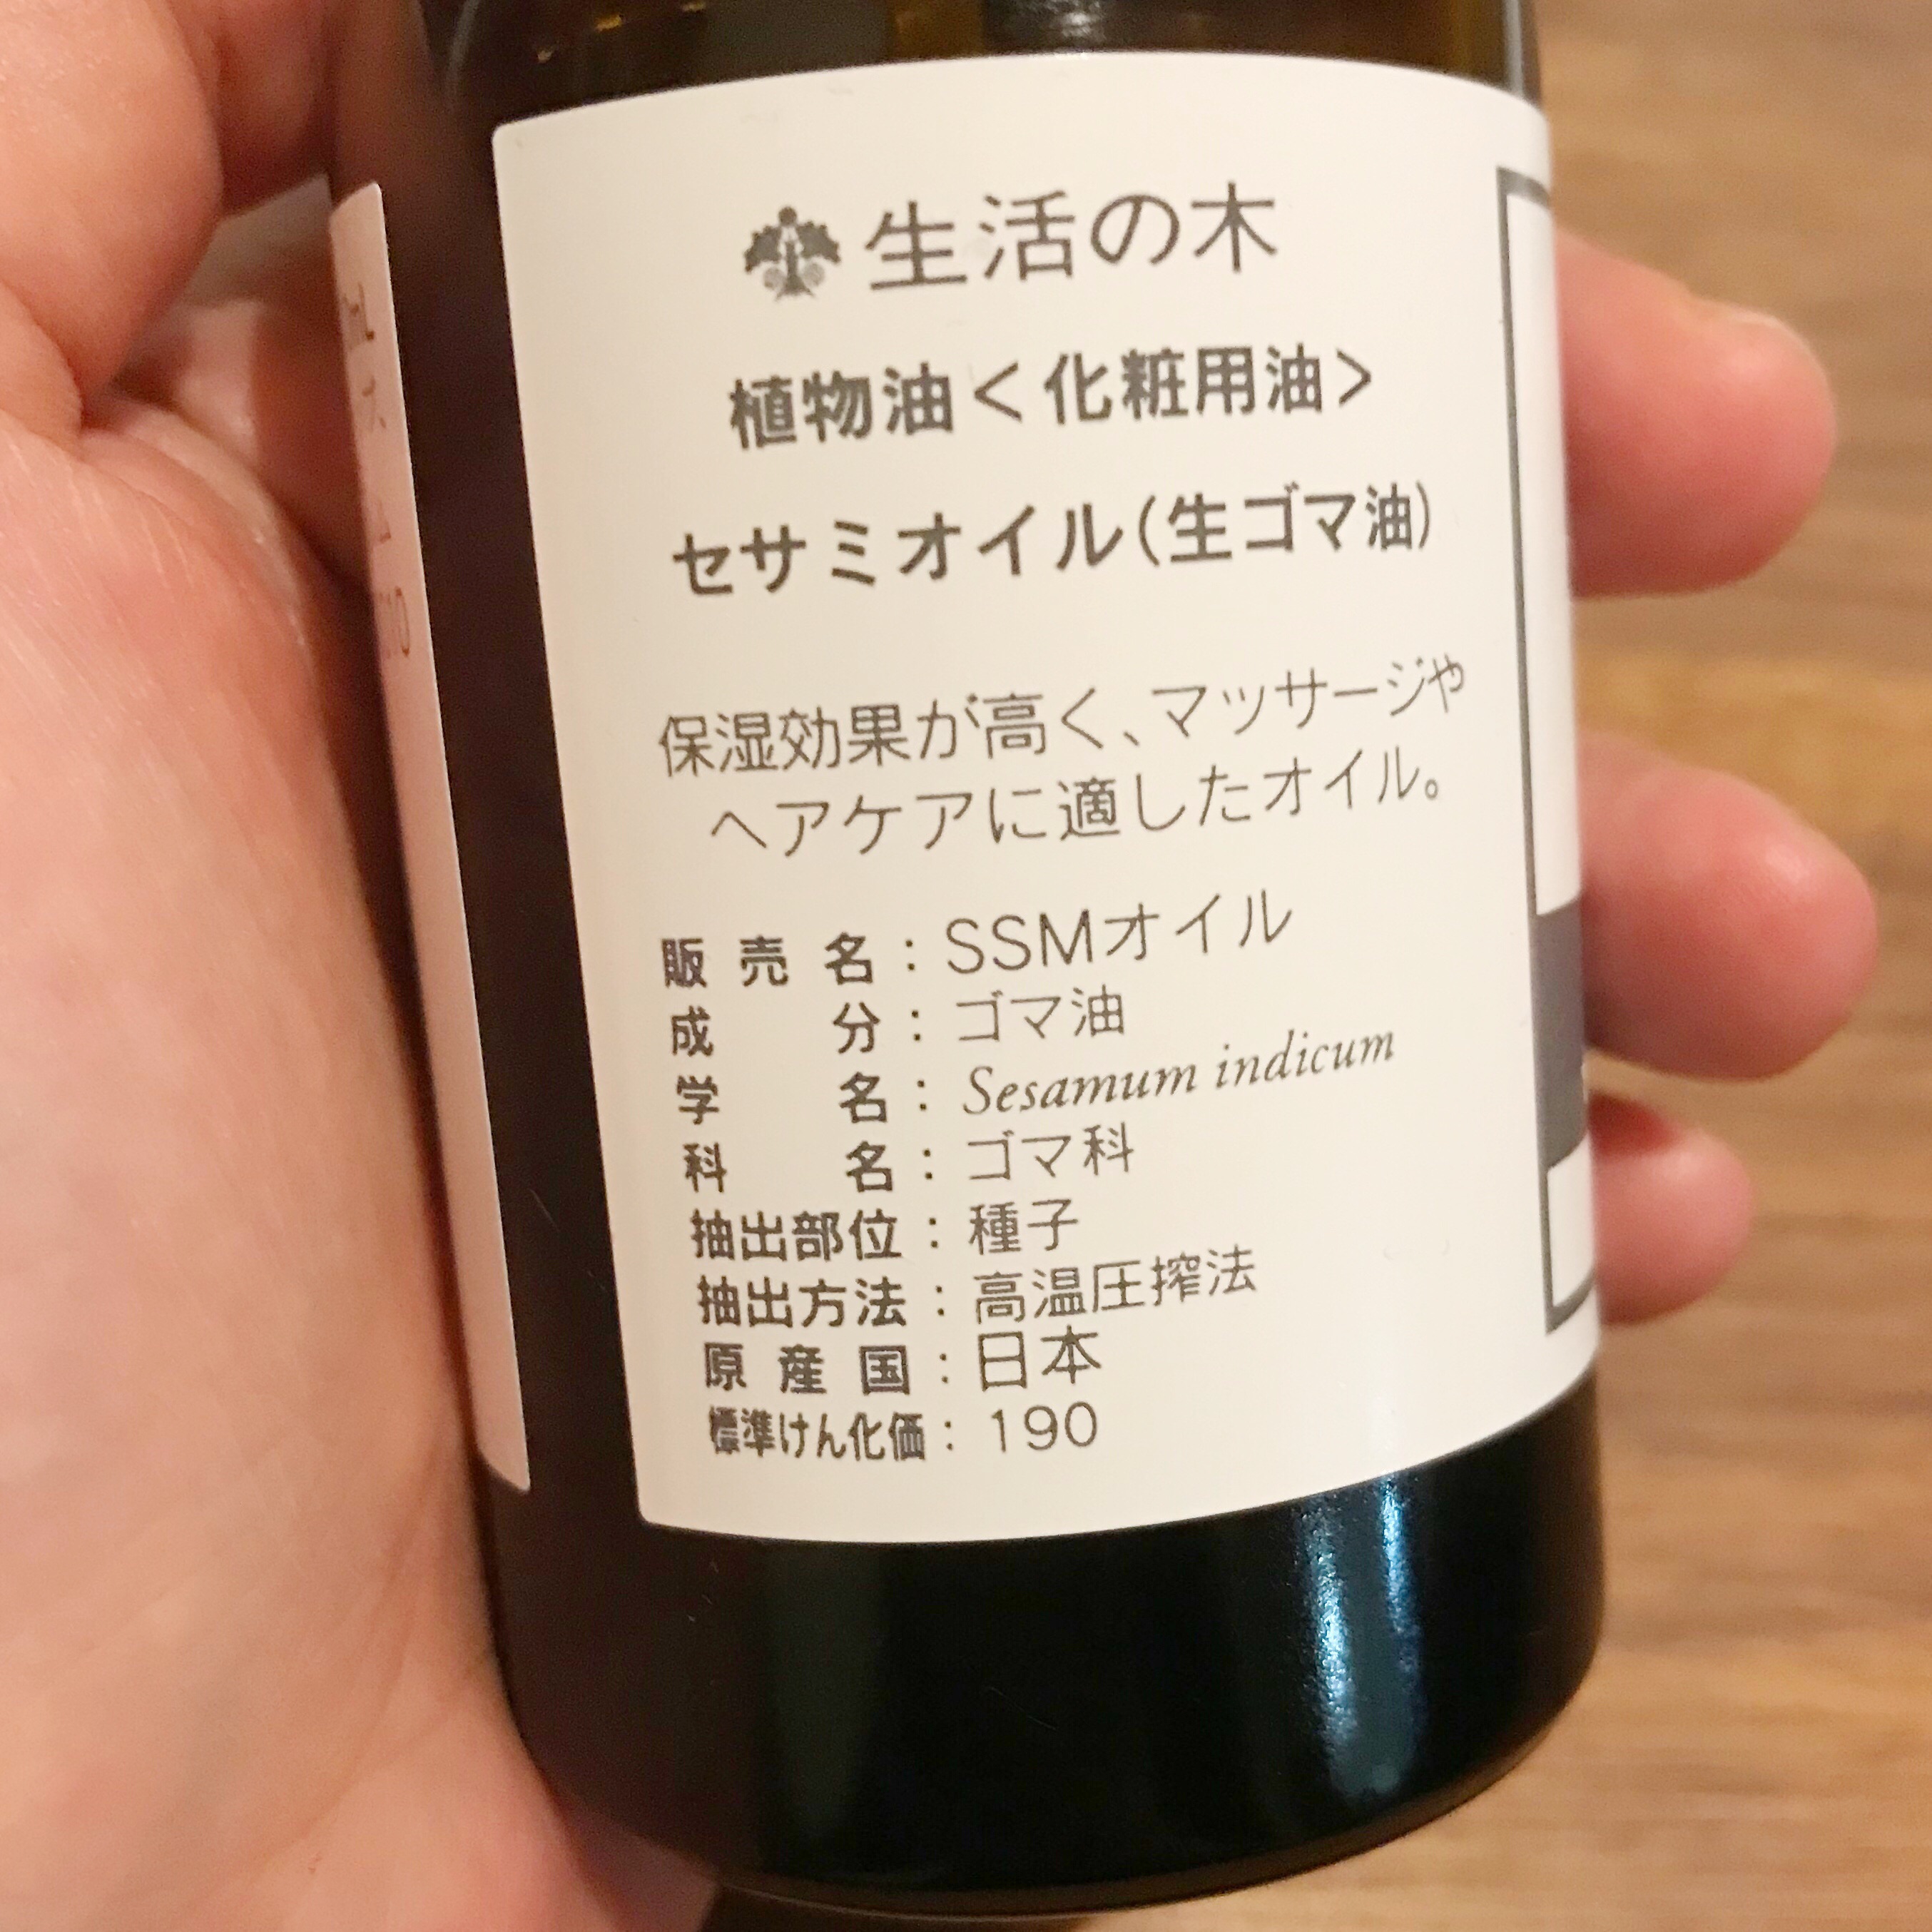 生活の木
植物油<化粧用油>
セサミオイル(生ゴマ油)
保湿効果が高く、マッサージや
ヘアケアに適したオイル。
販売名：SSMオイル
成分：ゴマ油
学名：Sesamum indicum
科名：ゴマ科
抽出部位：種子
抽出方法：高温圧搾法
原産国：日本
標準けん化価：190